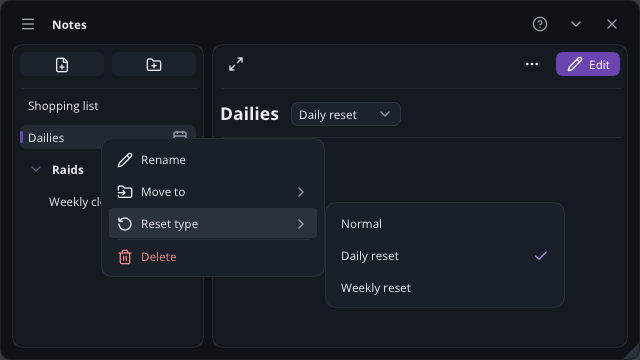 Notes
Edit
Shopping list
Dailies
Raids
Dailies
Daily reset
Rename
Move to
Reset type
Delete
Normal
Daily reset
Weekly reset